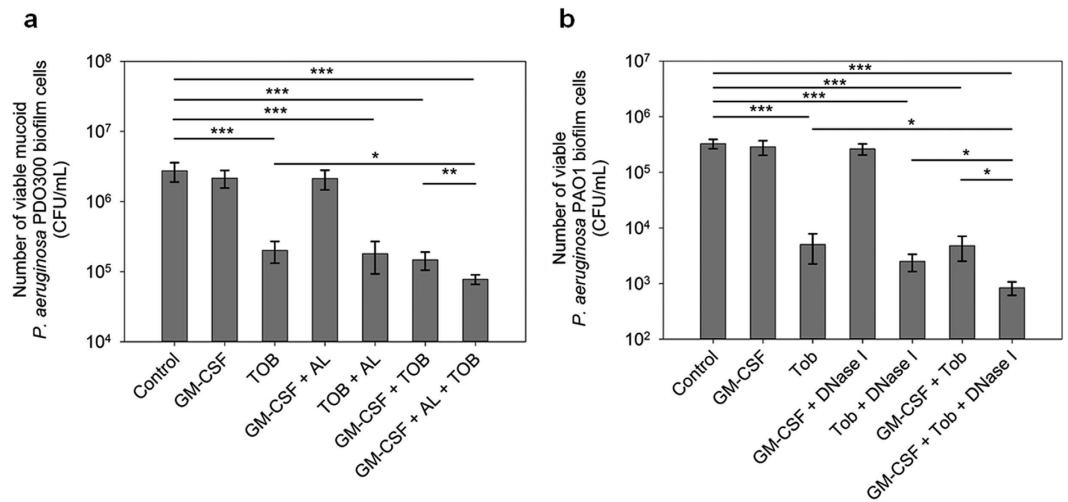 a
Number of viable mucoid
P. aeruginosa PDO300 biofilm cells
(CFU/mL)
10^8
10^7
10^6
10^5
10^4
***
***
***
***
*
**
Control
GM-CSF
TOB
GM-CSF + AL
TOB + AL
GM-CSF + TOB
GM-CSF + AL + TOB
b
Number of viable
P. aeruginosa PAO1 biofilm cells
(CFU/mL)
10^7
10^6
10^5
10^4
10^3
10^2
***
***
***
***
*
*
*
Control
GM-CSF
Tob
GM-CSF + DNase I
Tob + DNase I
GM-CSF + Tob
GM-CSF + Tob + DNase I